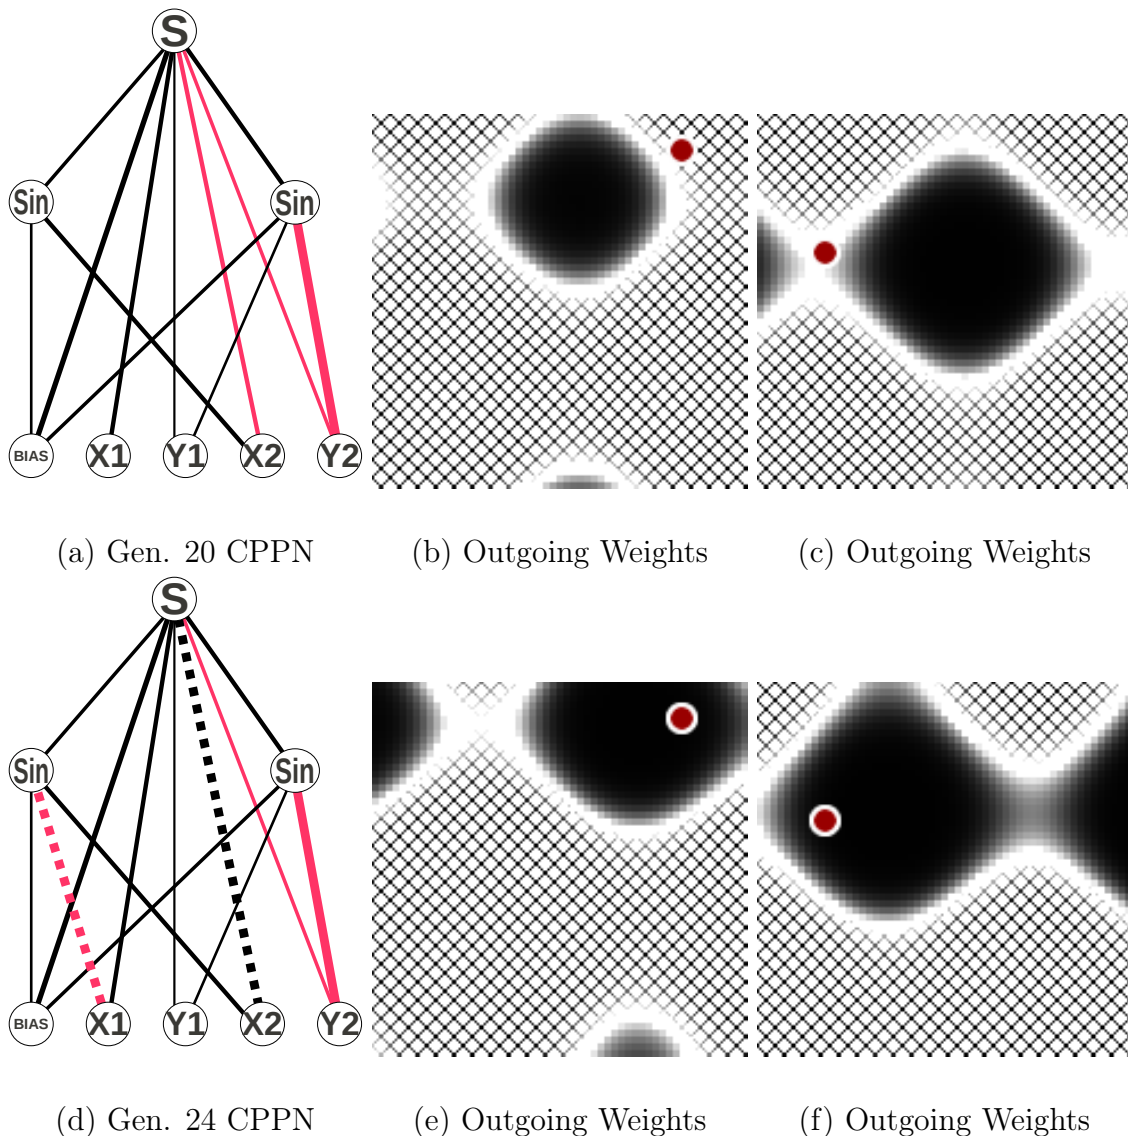 S
Sin Sin
BIAS X1 Y1 X2 Y2
(a) Gen. 20 CPPN (b) Outgoing Weights (c) Outgoing Weights
S
Sin Sin
BIAS X1 Y1 X2 Y2
(d) Gen. 24 CPPN (e) Outgoing Weights (f) Outgoing Weights